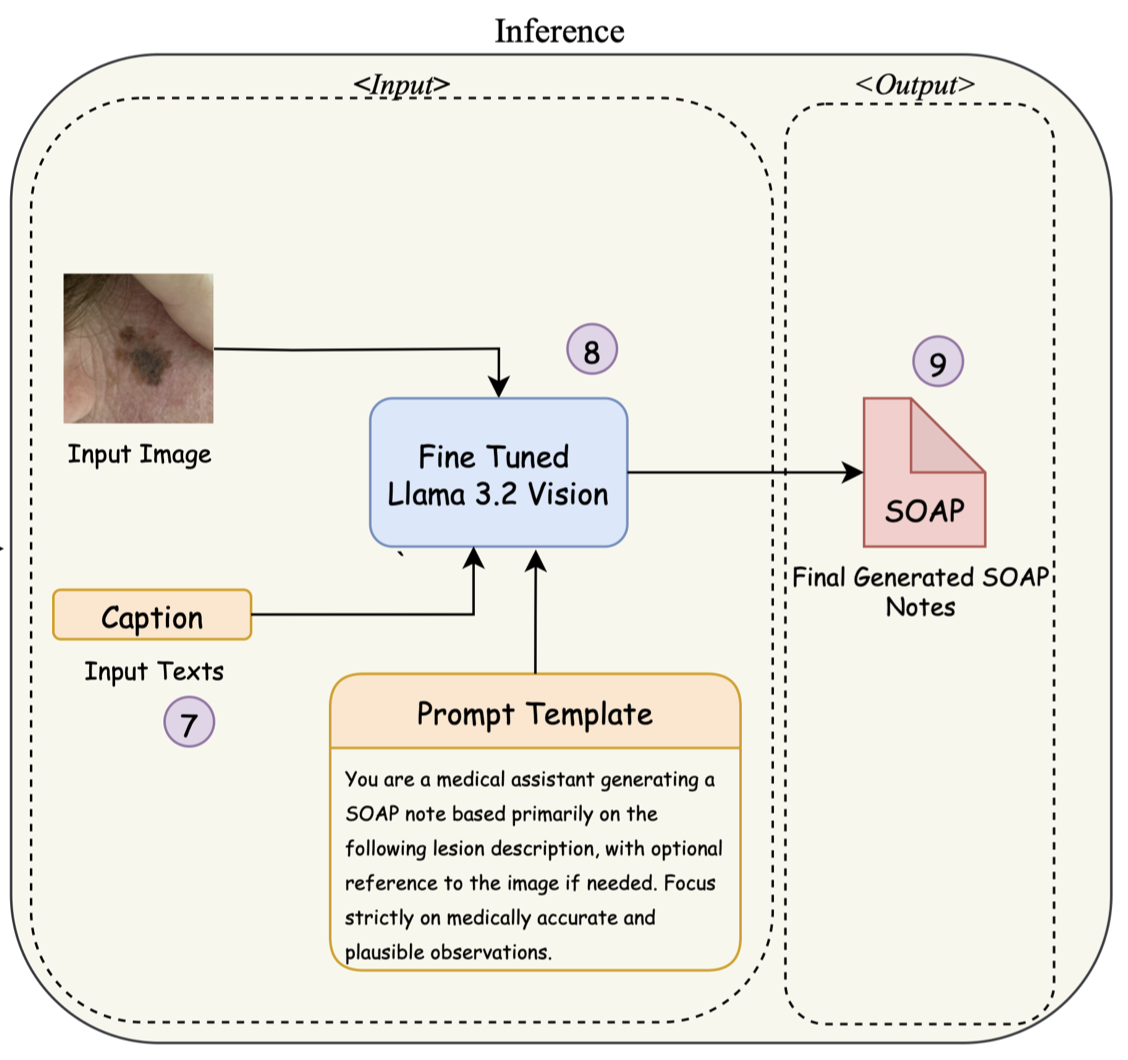 Inference
<Input>
<Output>
8
9
Input Image
Fine Tuned
Llama 3.2 Vision
`
SOAP
Final Generated SOAP
Notes
Caption
Input Texts
7
Prompt Template
You are a medical assistant generating a
SOAP note based primarily on the
following lesion description, with optional
reference to the image if needed. Focus
strictly on medically accurate and
plausible observations.